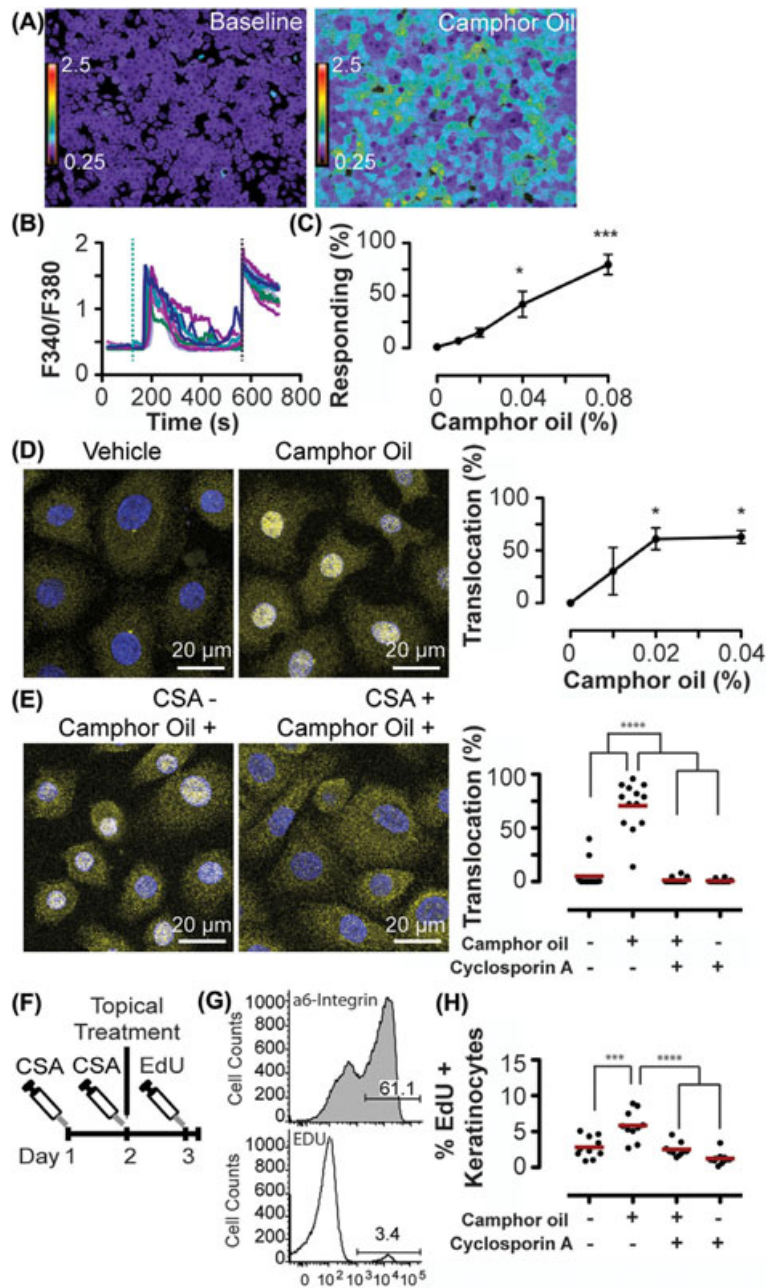 (A)
Baseline
2.5
0.25
Camphor Oil
2.5
0.25
(B)
F340/F380
2
1
0
0 200 400 600 800
Time (s)
(C)
Responding (%)
100
50
0
*
***
0 0.04 0.08
Camphor oil (%)
(D)
Vehicle
20 µm
Camphor Oil
20 µm
Translocation (%)
100
50
0
*
*
0 0.02 0.04
Camphor oil (%)
(E)
CSA -
Camphor Oil +
20 µm
CSA +
Camphor Oil +
20 µm
Translocation (%)
100
50
0
****
Camphor oil - + + -
Cyclosporin A - - + +
(F)
Topical
Treatment
CSA CSA EdU
Day 1 2 3
(G)
Cell Counts
1000
800
600
400
200
0
a6-Integrin
61.1
Cell Counts
1000
800
600
400
200
0
EDU
3.4
0 10² 10³ 10⁴ 10⁵
(H)
% EdU +
Keratinocytes
15
10
5
0
*** ****
Camphor oil - + + -
Cyclosporin A - - + +